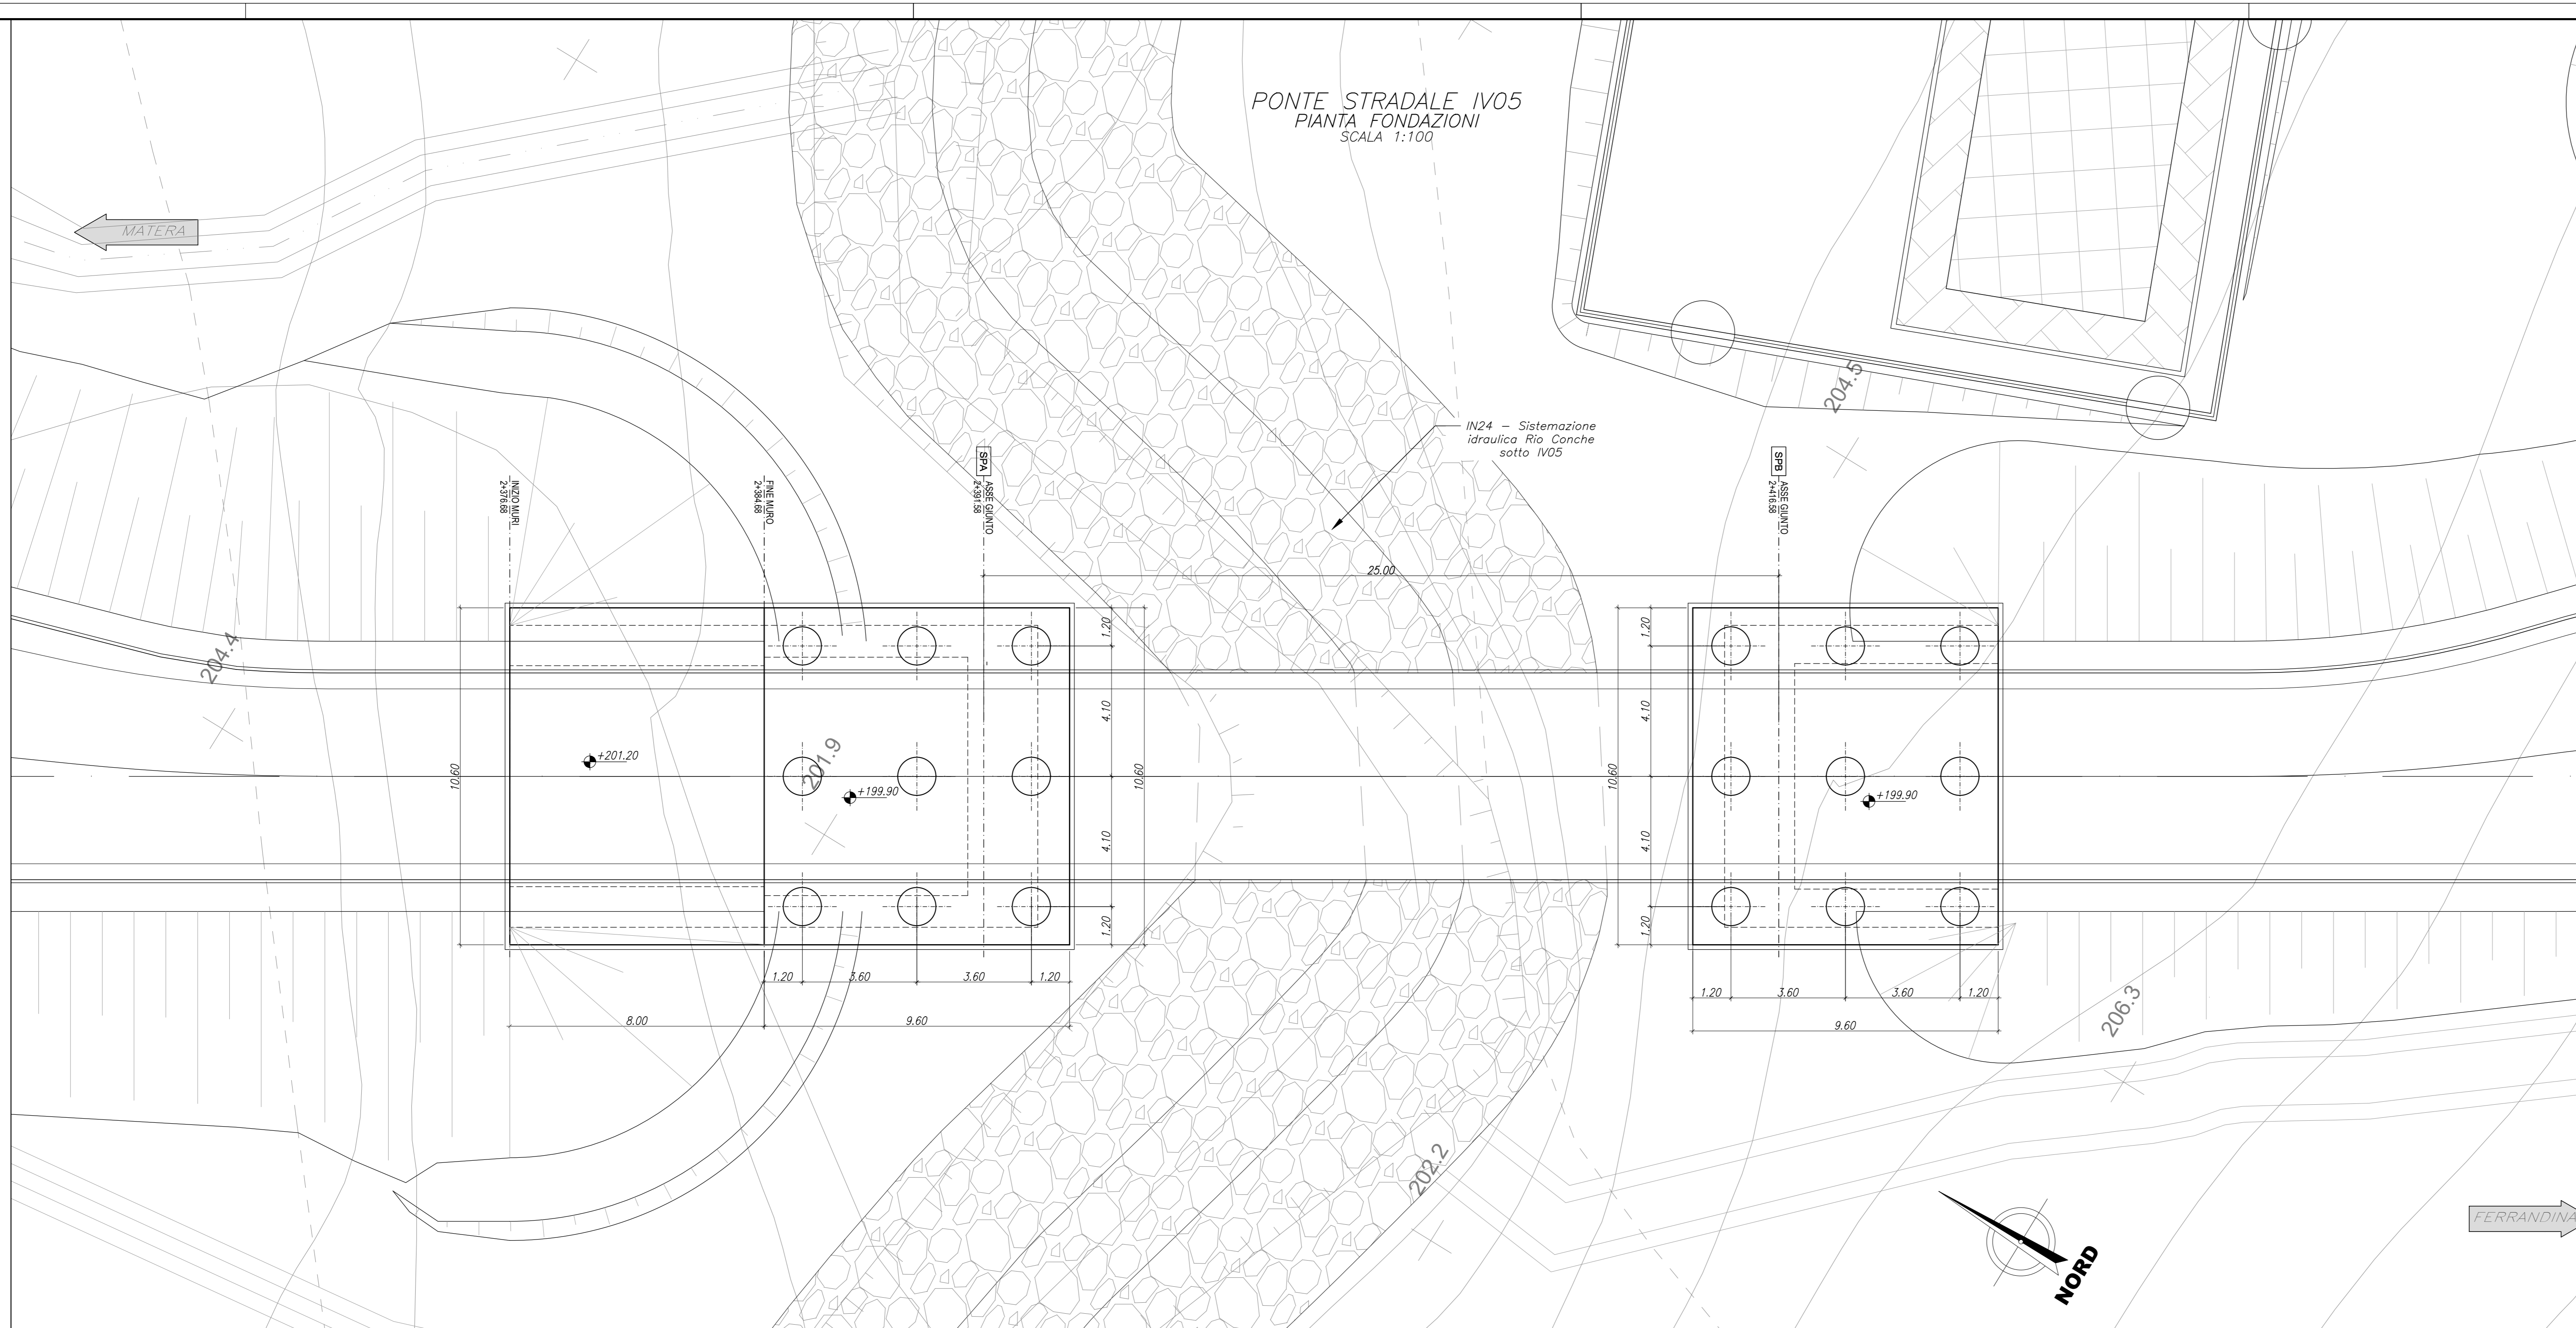 PONTE STRADALE IV05
PIANTA FONDAZIONI
SCALA 1:100
MATERA
204.5
IN24 – Sistemazione
idraulica Rio Conche
sotto IV05
INIZIO MURI
2+376.68
FINE MURO
2+384.68
SPA
ASSE GIUNTO
2+391.58
SPB
ASSE GIUNTO
2+416.58
25.00
204.4
1.20
4.10
4.10
1.20
10.60
10.60
+201.20
201.9
+199.90
1.20
4.10
4.10
1.20
10.60
+199.90
1.20
3.60
3.60
1.20
8.00
9.60
1.20
3.60
3.60
1.20
9.60
206.3
202.2
NORD
FERRANDINA